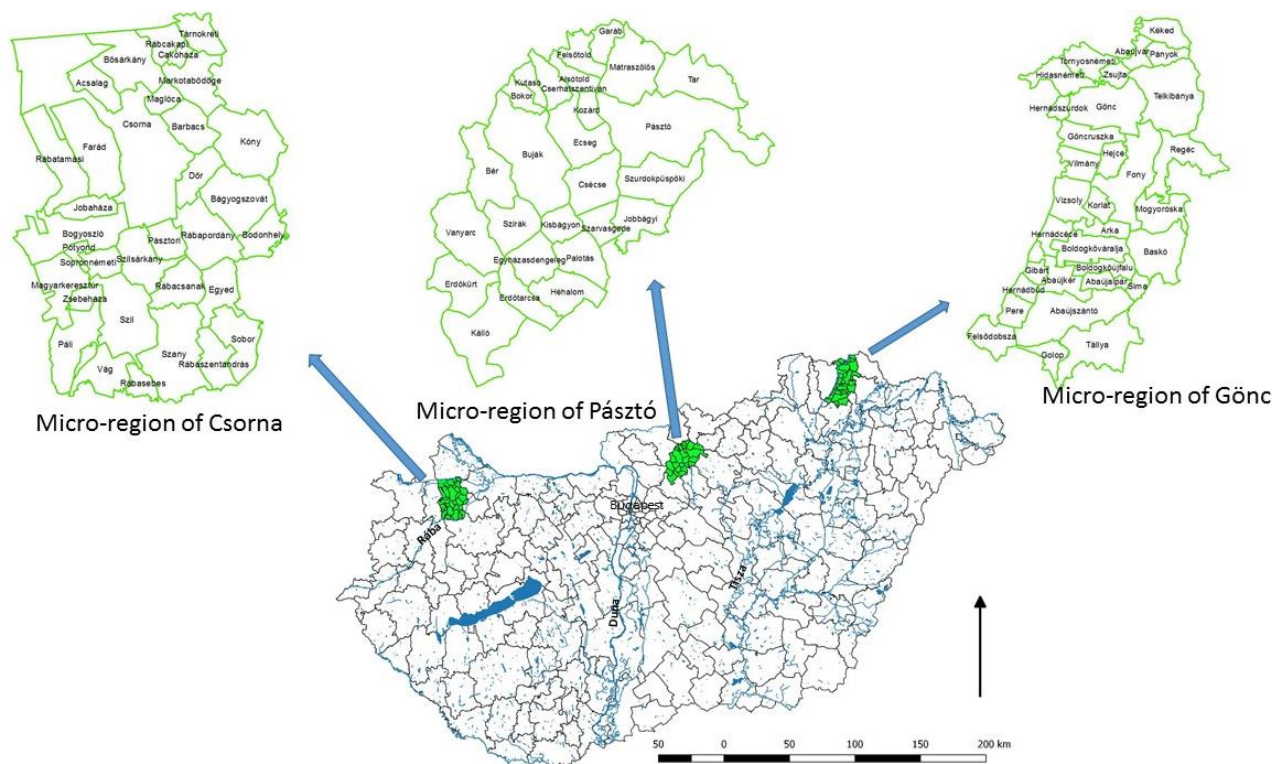 Tárnokréti
Rábcakapi
Cakóháza
Bősárkány
Acsalag
Markotabödöge
Maglóca
Csorna
Barbacs
Kóny
Farád
Rábatamási
Dör
Bágyogszovát
Jobaháza
Bogyoszló
Potyond
Pásztori
Rábapordány
Bodonhely
Sopronnémeti
Szilsárkány
Magyarkeresztúr
Zsebeháza
Rábacsanak
Egyed
Szil
Páli
Szany
Sobor
Rábaszentandrás
Vág
Rábasebes
Micro-region of Csorna
Garáb
Felsőtold
Mátraszőlős
Tar
Kutasó
Alsótold
Cserhátszentiván
Bokor
Kozárd
Pásztó
Ecseg
Buják
Bér
Csécse
Szurdokpüspöki
Jobbágyi
Vanyarc
Szirák
Kisbágyon
Szarvasgede
Egyházasdengeleg
Palotás
Erdőkürt
Erdőtarcsa
Héhalom
Kálló
Micro-region of Pásztó
Kéked
Abaújvár
Pányok
Tornyosnémeti
Hidasnémeti
Zsujta
Telkibánya
Hernádszurdok
Gönc
Göncruszka
Hejce
Regéc
Vilmány
Fony
Vizsoly
Korlát
Mogyoróska
Hernádcéce
Arka
Boldogkőváralja
Baskó
Gibárt
Boldogkőújfalu
Abaújkér
Abaújalpár
Hernádbűd
Sima
Pere
Abaújszántó
Felsődobsza
Golop
Tállya
Micro-region of Gönc
Budapest
Rába
Duna
Tisza
50 0 50 100 150 200 km